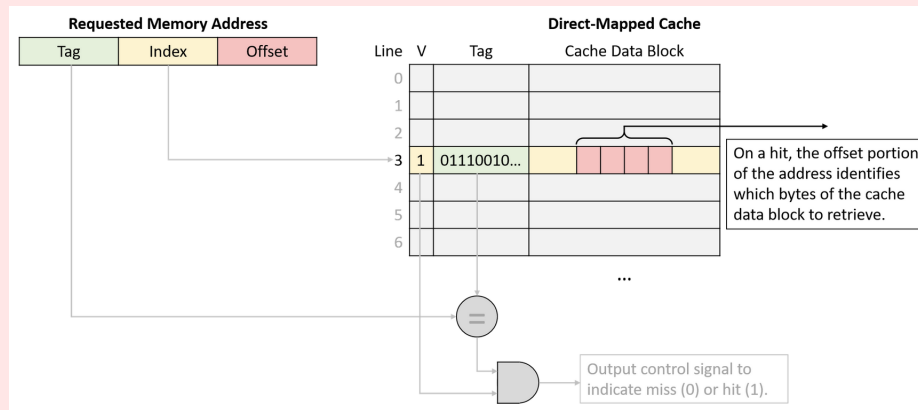 Requested Memory Address
Direct-Mapped Cache
Tag Index Offset
Line V Tag Cache Data Block
0
1
2
3 1 01110010...
4
5
6
...
On a hit, the offset portion
of the address identifies
which bytes of the cache
data block to retrieve.
=
Output control signal to
indicate miss (0) or hit (1).